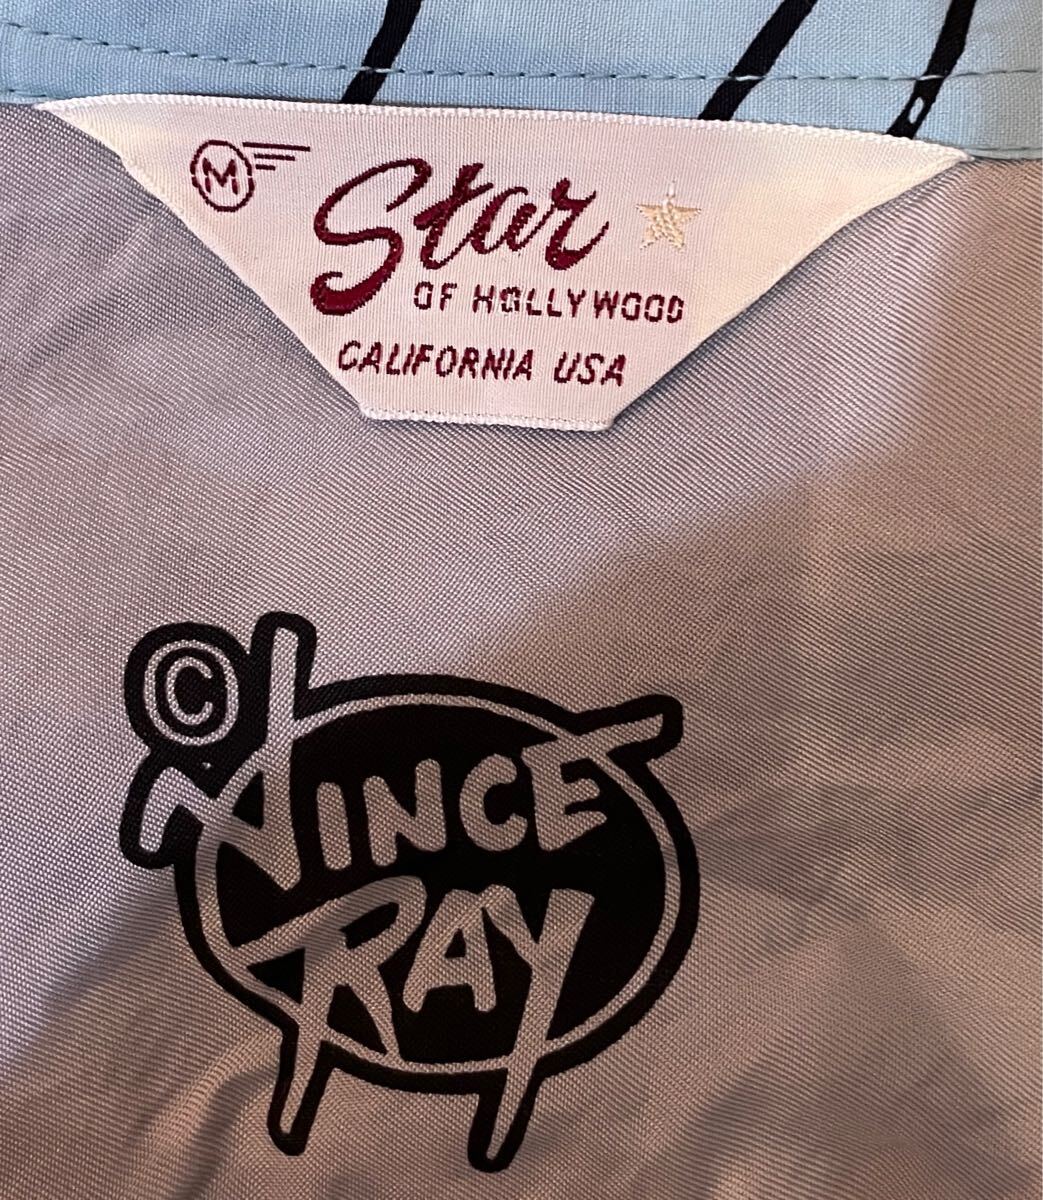 M
Star
OF HOLLYWOOD
CALIFORNIA USA
©
VINCE
RAY